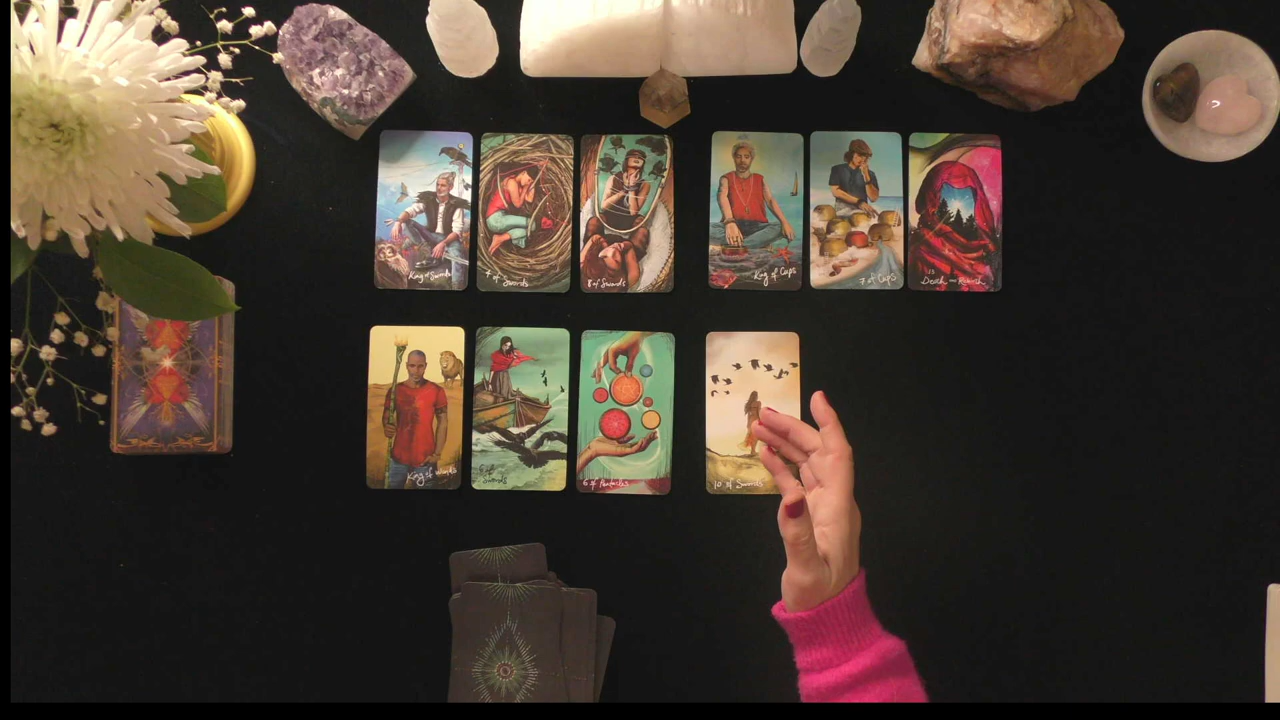 King of Swords
4 of Swords
8 of Swords
King of Cups
7 of Cups
13
Death and Rebirth
King of Wands
6 of Swords
6 of Pentacles
10 of Swords